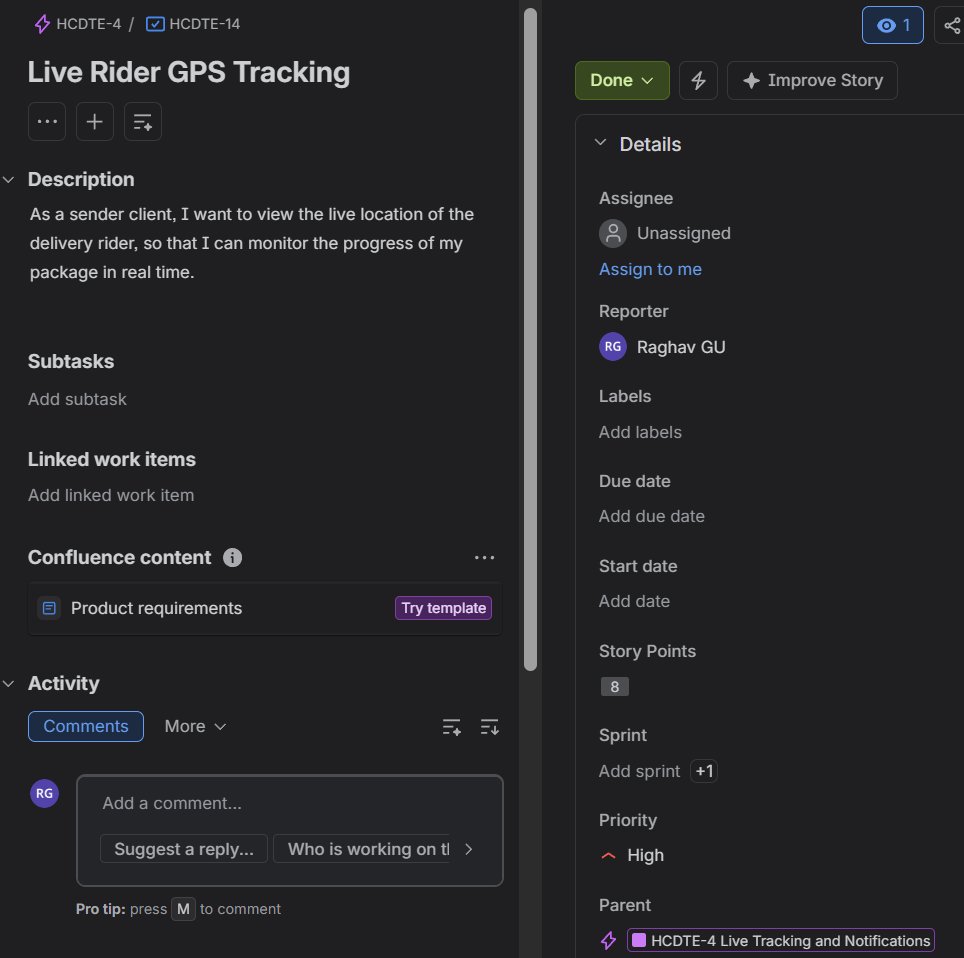 HCDTE-4 / HCDTE-14
Live Rider GPS Tracking
Description
As a sender client, I want to view the live location of the
delivery rider, so that I can monitor the progress of my
package in real time.
Subtasks
Add subtask
Linked work items
Add linked work item
Confluence content
Product requirements Try template
Activity
Comments More
RG
Add a comment...
Suggest a reply... Who is working on
Pro tip: press M to comment
1
Done Improve Story
Details
Assignee
Unassigned
Assign to me
Reporter
RG Raghav GU
Labels
Add labels
Due date
Add due date
Start date
Add date
Story Points
8
Sprint
Add sprint +1
Priority
High
Parent
HCDTE-4 Live Tracking and Notifications